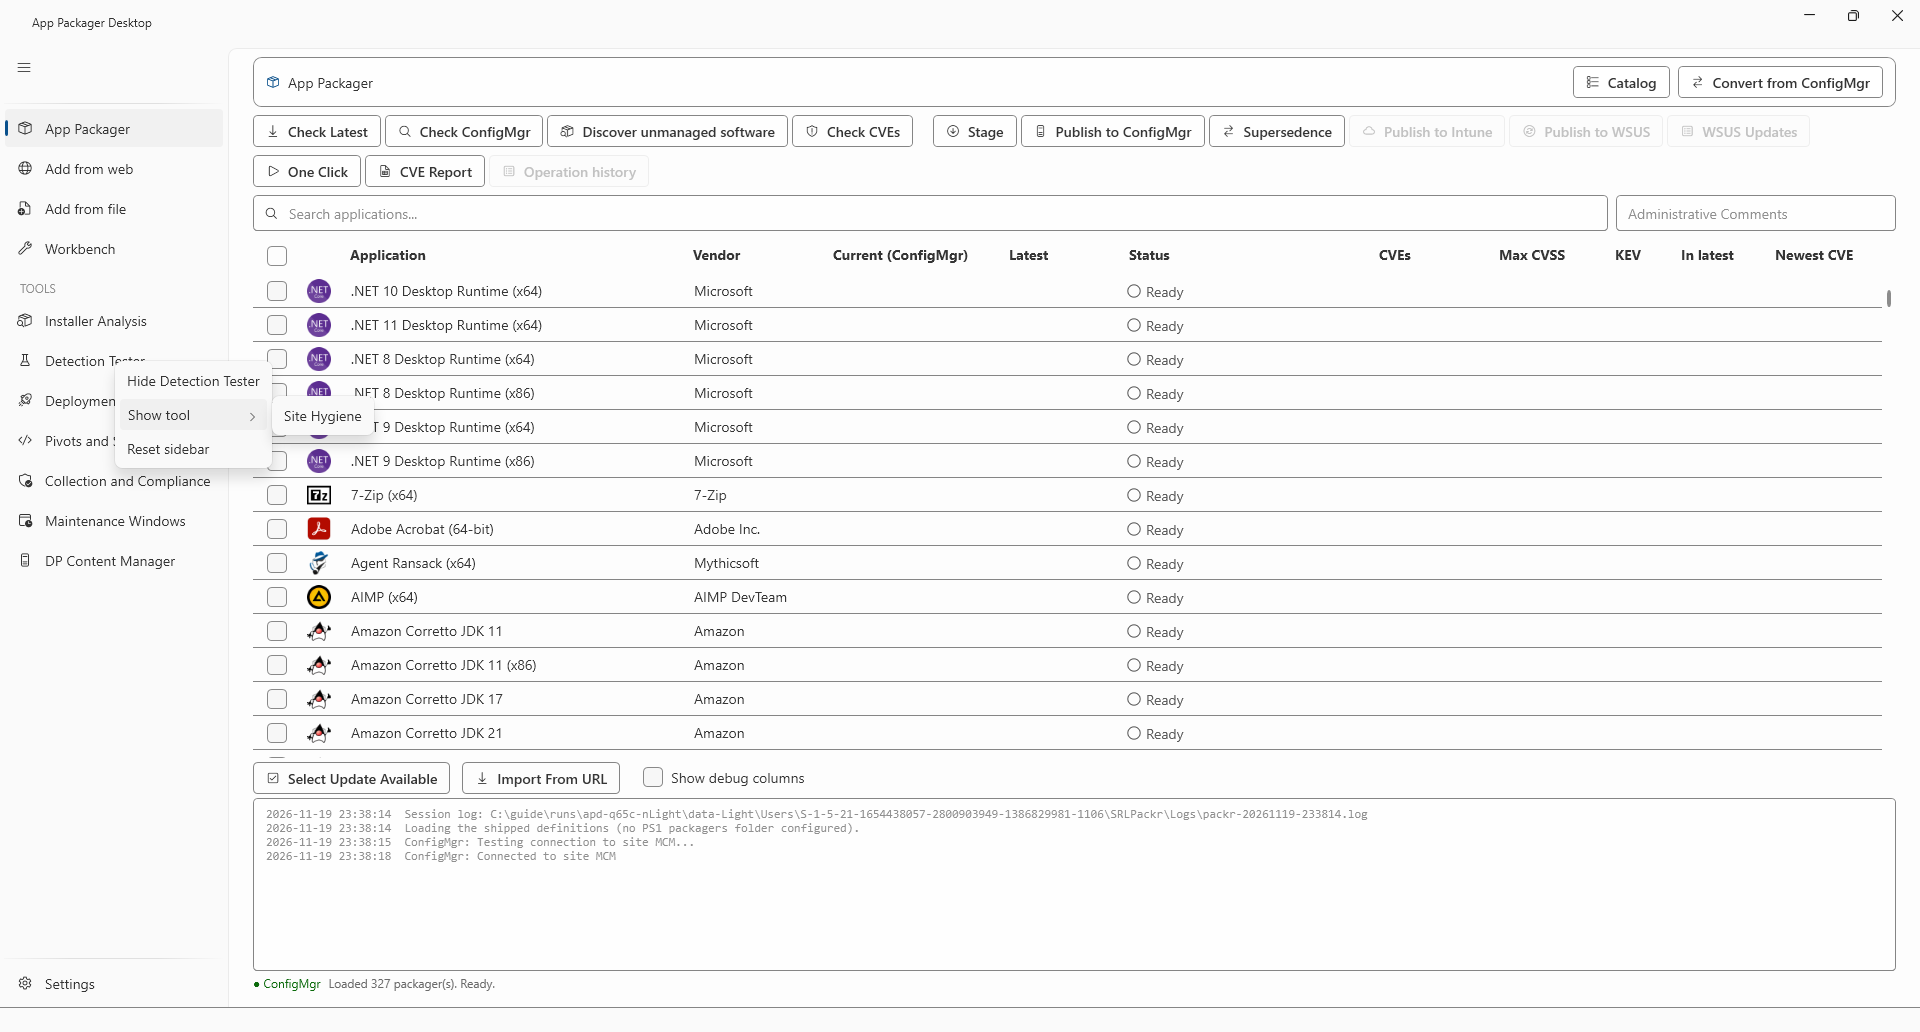 App Packager Desktop
App Packager
Add from web
Add from file
Workbench
TOOLS
Installer Analysis
Detection Tester
Hide Detection Tester
Show tool
Site Hygiene
Reset sidebar
Collection and Compliance
Maintenance Windows
DP Content Manager
Settings
App Packager
Catalog
Convert from ConfigMgr
Check Latest
Check ConfigMgr
Discover unmanaged software
Check CVEs
Stage
Publish to ConfigMgr
Supersedence
Publish to Intune
Publish to WSUS
WSUS Updates
One Click
CVE Report
Operation history
Search applications...
Administrative Comments
Application Vendor Current (ConfigMgr) Latest Status CVEs Max CVSS KEV In latest Newest CVE
.NET 10 Desktop Runtime (x64) Microsoft Ready
.NET 11 Desktop Runtime (x64) Microsoft Ready
.NET 8 Desktop Runtime (x64) Microsoft Ready
.NET 8 Desktop Runtime (x86) Microsoft Ready
9 Desktop Runtime (x64) Microsoft Ready
.NET 9 Desktop Runtime (x86) Microsoft Ready
7-Zip (x64) 7-Zip Ready
Adobe Acrobat (64-bit) Adobe Inc. Ready
Agent Ransack (x64) Mythicsoft Ready
AIMP (x64) AIMP DevTeam Ready
Amazon Corretto JDK 11 Amazon Ready
Amazon Corretto JDK 11 (x86) Amazon Ready
Amazon Corretto JDK 17 Amazon Ready
Amazon Corretto JDK 21 Amazon Ready
Select Update Available
Import From URL
Show debug columns
2026-11-19 23:38:14 Session log: C:\guide\runs\apd-q65c-nLight\data-Light\Users\S-1-5-21-1654438057-2800903949-1386829981-1106\SRLPackr\Logs\packr-20261119-233814.log
2026-11-19 23:38:14 Loading the shipped definitions (no PS1 packagers folder configured).
2026-11-19 23:38:15 ConfigMgr: Testing connection to site MCM...
2026-11-19 23:38:18 ConfigMgr: Connected to site MCM
ConfigMgr Loaded 327 packager(s). Ready.